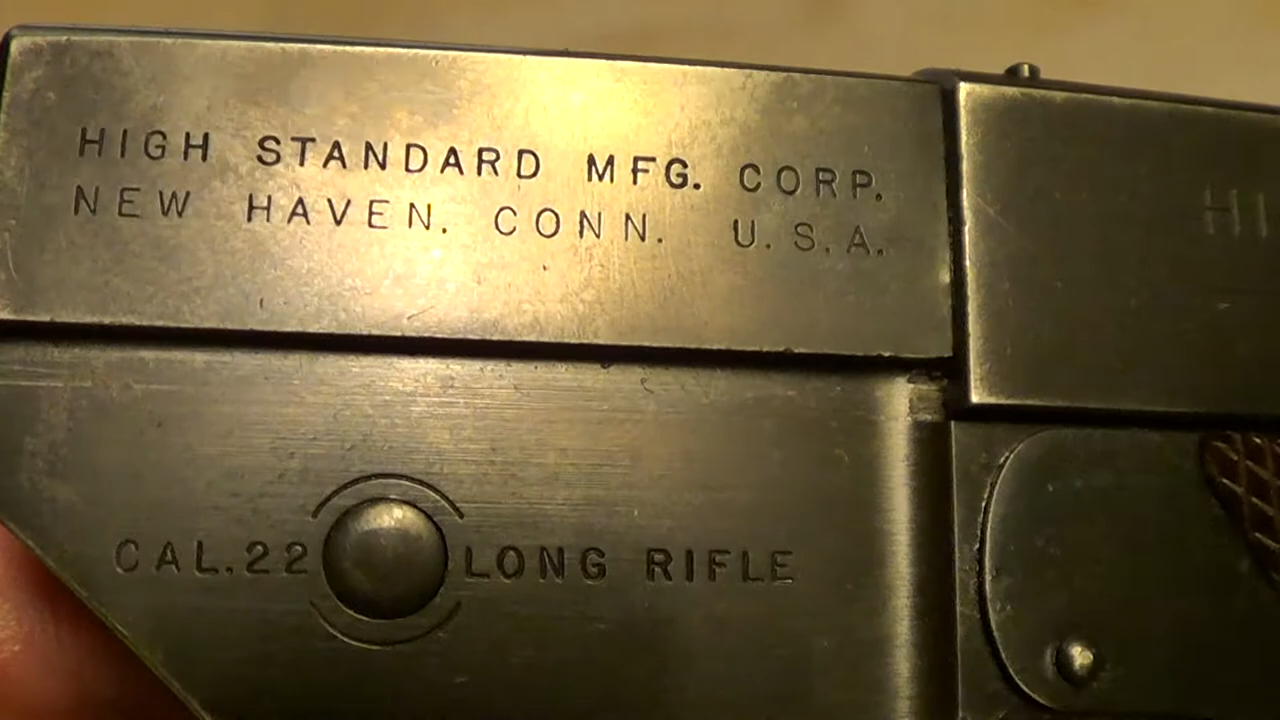 HIGH STANDARD MFG. CORP.
NEW HAVEN. CONN. U.S.A.
CAL.22 LONG RIFLE